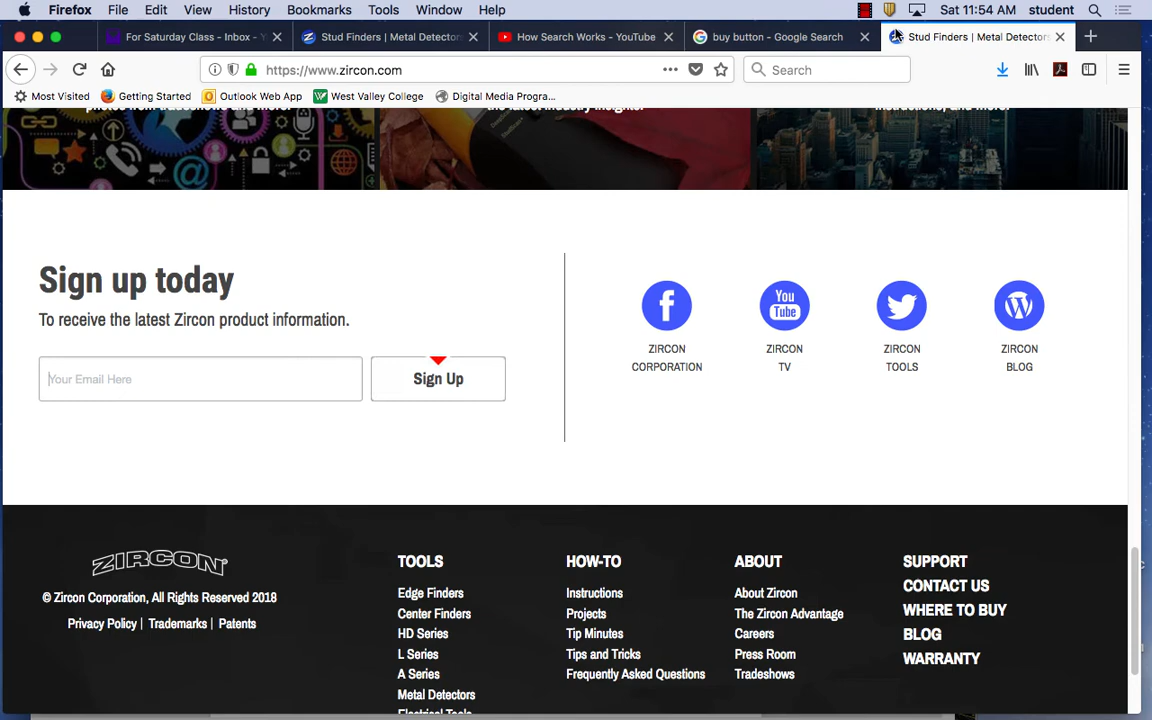 Firefox File Edit View History Bookmarks Tools Window Help Sat 11:54 AM student
For Saturday Class - Inbox - Stud Finders | Metal Detector How Search Works - YouTube buy button - Google Search Stud Finders | Metal Detectors
https://www.zircon.com Search
Most Visited Getting Started Outlook Web App West Valley College Digital Media Progra...
Sign up today
To receive the latest Zircon product information.
Your Email Here Sign Up
ZIRCON CORPORATION
ZIRCON TV
ZIRCON TOOLS
ZIRCON BLOG
You Tube
ZIRCON®
© Zircon Corporation, All Rights Reserved 2018
Privacy Policy | Trademarks | Patents
TOOLS
Edge Finders
Center Finders
HD Series
L Series
A Series
Metal Detectors
Electrical Tools
HOW-TO
Instructions
Projects
Tip Minutes
Tips and Tricks
Frequently Asked Questions
ABOUT
About Zircon
The Zircon Advantage
Careers
Press Room
Tradeshows
SUPPORT
CONTACT US
WHERE TO BUY
BLOG
WARRANTY